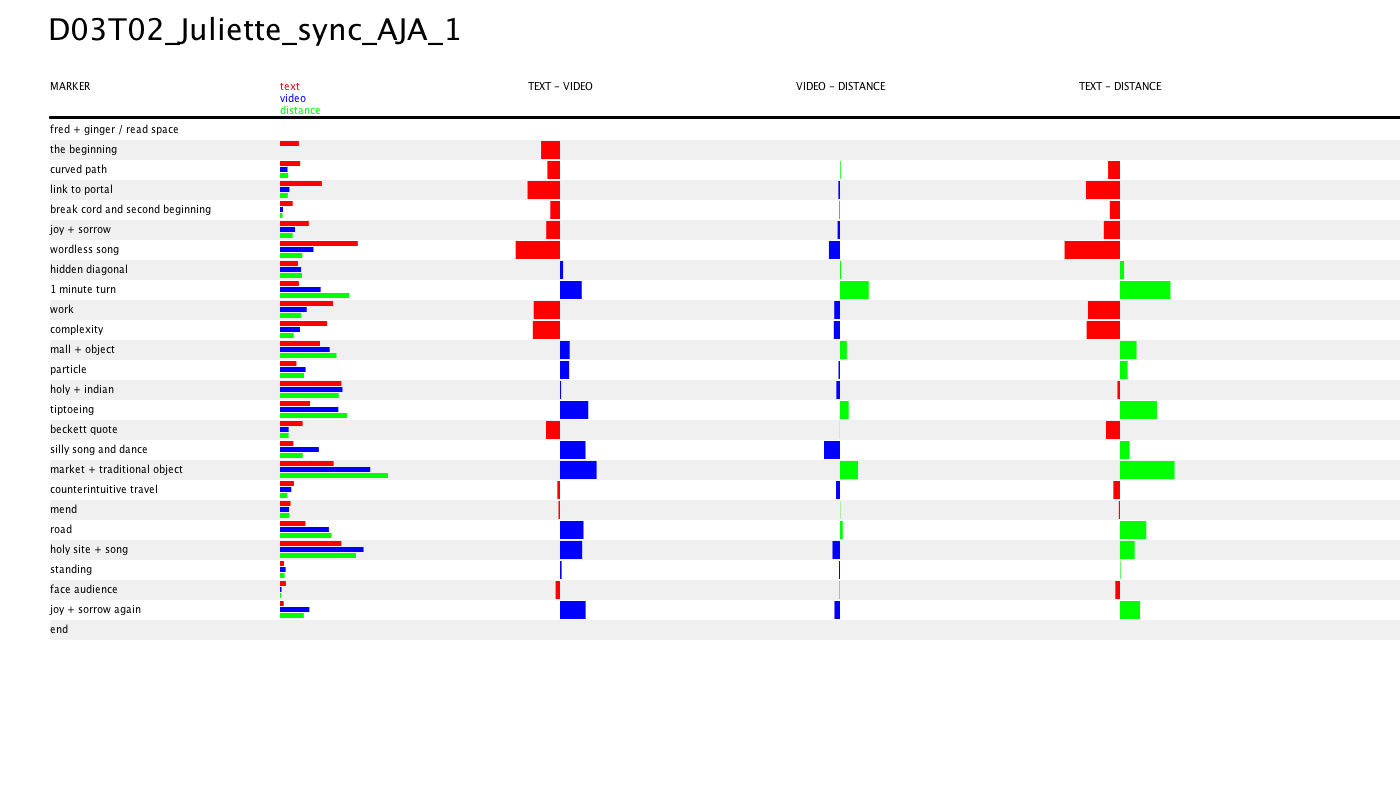 D03T02_Juliette_sync_AJA_1
MARKER text TEXT – VIDEO VIDEO – DISTANCE TEXT – DISTANCE
video
distance
fred + ginger / read space
the beginning
curved path
link to portal
break cord and second beginning
joy + sorrow
wordless song
hidden diagonal
1 minute turn
work
complexity
mall + object
particle
holy + indian
tiptoeing
beckett quote
silly song and dance
market + traditional object
counterintuitive travel
mend
road
holy site + song
standing
face audience
joy + sorrow again
end